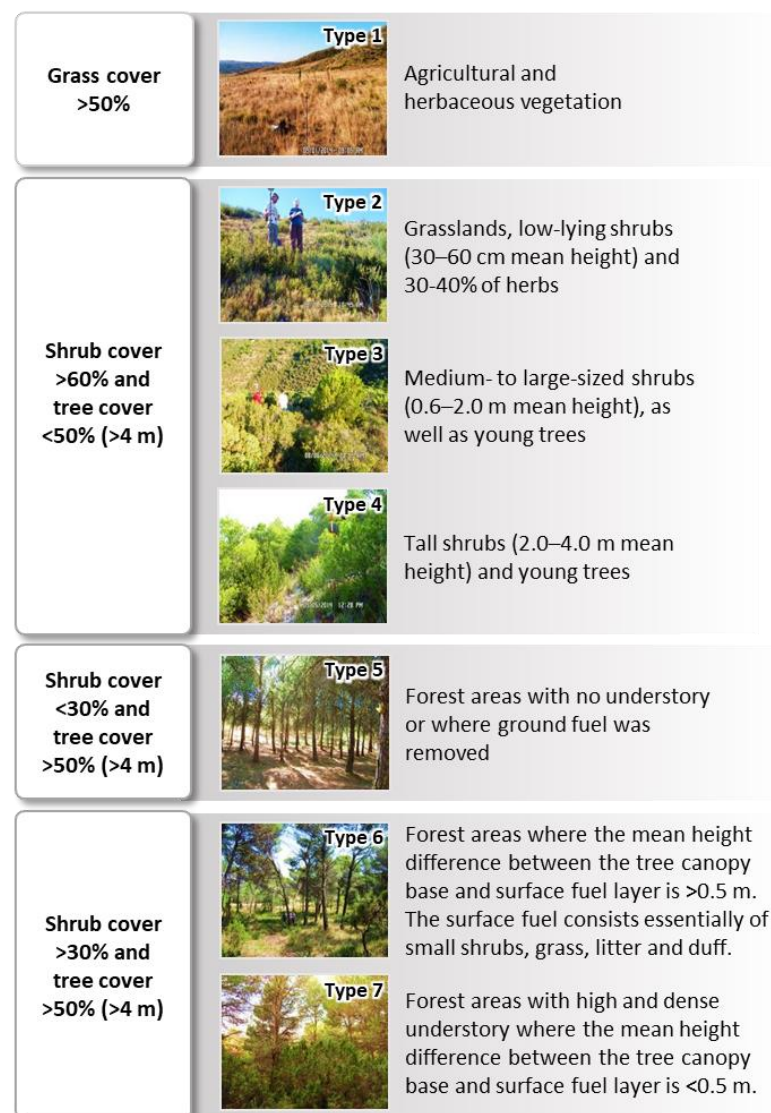 Grass cover
>50%
Type 1
Agricultural and
herbaceous vegetation
Shrub cover
>60% and
tree cover
<50% (>4 m)
Type 2
Grasslands, low-lying shrubs
(30–60 cm mean height) and
30-40% of herbs
Type 3
Medium- to large-sized shrubs
(0.6–2.0 m mean height), as
well as young trees
Type 4
Tall shrubs (2.0–4.0 m mean
height) and young trees
Shrub cover
<30% and
tree cover
>50% (>4 m)
Type 5
Forest areas with no understory
or where ground fuel was
removed
Shrub cover
>30% and
tree cover
>50% (>4 m)
Type 6
Forest areas where the mean height
difference between the tree canopy
base and surface fuel layer is >0.5 m.
The surface fuel consists essentially of
small shrubs, grass, litter and duff.
Type 7
Forest areas with high and dense
understory where the mean height
difference between the tree canopy
base and surface fuel layer is <0.5 m.